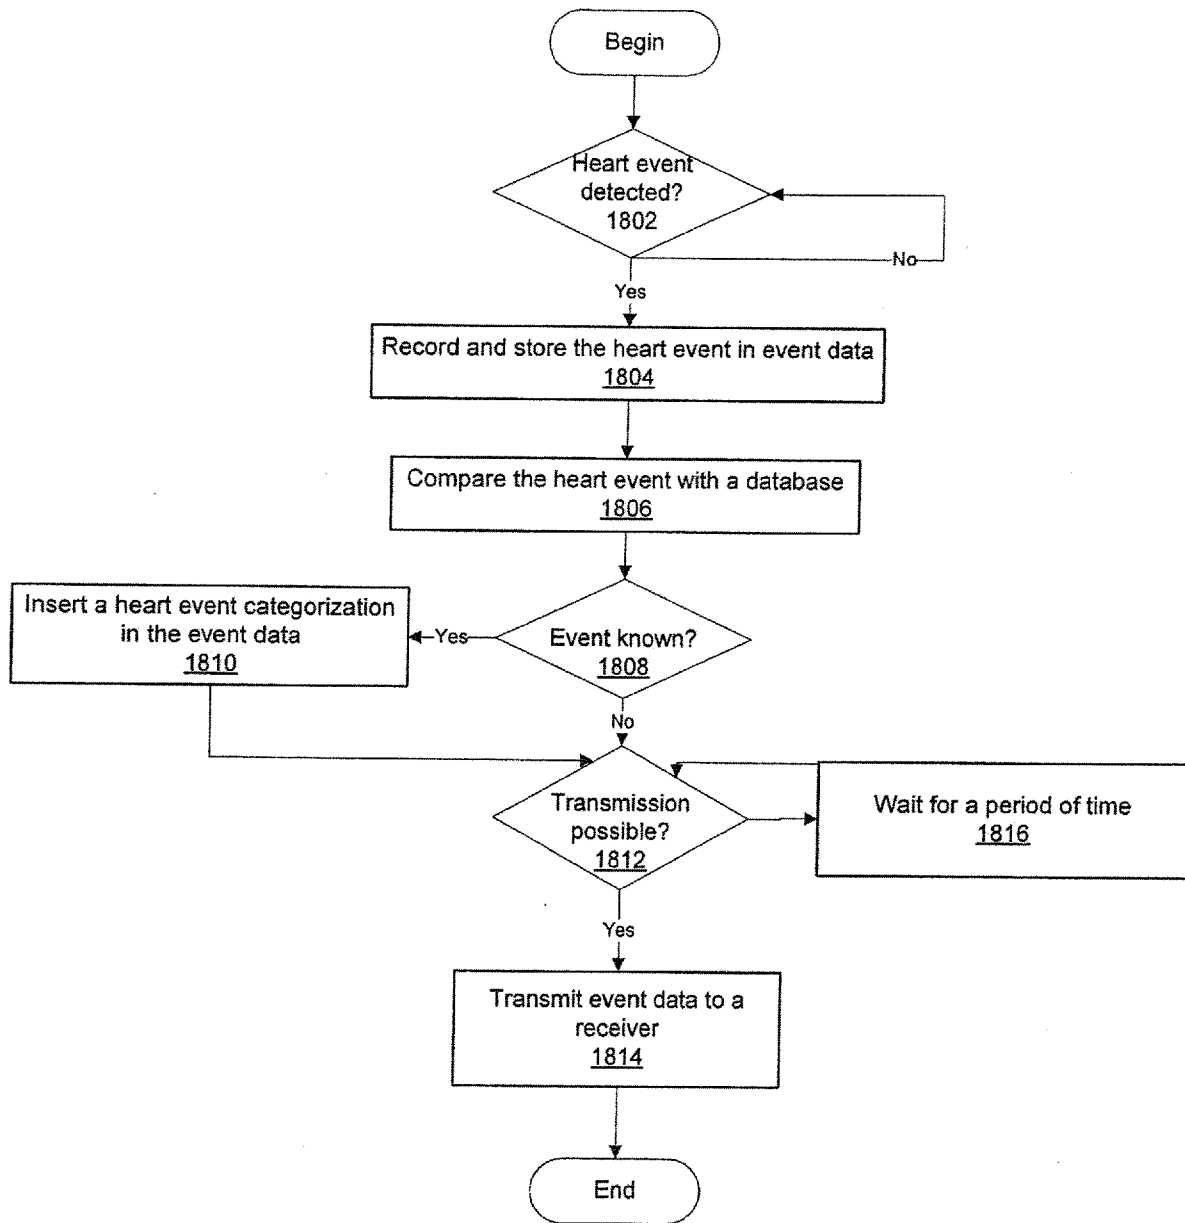 Begin
Heart event
detected?
1802
No
Yes
Record and store the heart event in event data
1804
Compare the heart event with a database
1806
Insert a heart event categorization
in the event data
1810
Yes
Event known?
1808
No
Transmission
possible?
1812
Wait for a period of time
1816
Yes
Transmit event data to a
receiver
1814
End